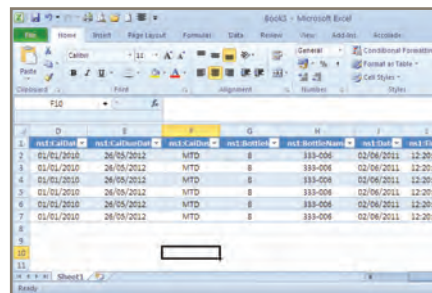 Book3 - Microsoft Excel
File Home Insert Page Layout Formulas Data Review View Add-Ins Acrobat
Calibri 11 General Conditional Formatting
Format as Table
Paste B I U Cell Styles
Clipboard Font Alignment Number Styles
F10 fx
D E F G H I
1 ns1:CalDat ns1:CalDueDat ns1:CalDue ns1:Bottle ns1:BottleNam ns1:Dat
2 01/01/2010 26/05/2012 MTD 8 333-006 02/06/2011 12:20
3 01/01/2010 26/05/2012 MTD 8 333-006 02/06/2011 12:20
4 01/01/2010 26/05/2012 MTD 8 333-006 02/06/2011 12:20
5 01/01/2010 26/05/2012 MTD 8 333-006 02/06/2011 12:20
6 01/01/2010 26/05/2012 MTD 8 333-006 02/06/2011 12:20
7 01/01/2010 26/05/2012 MTD 8 333-006 02/06/2011 12:20
8
9
10
11
Sheet1
Ready